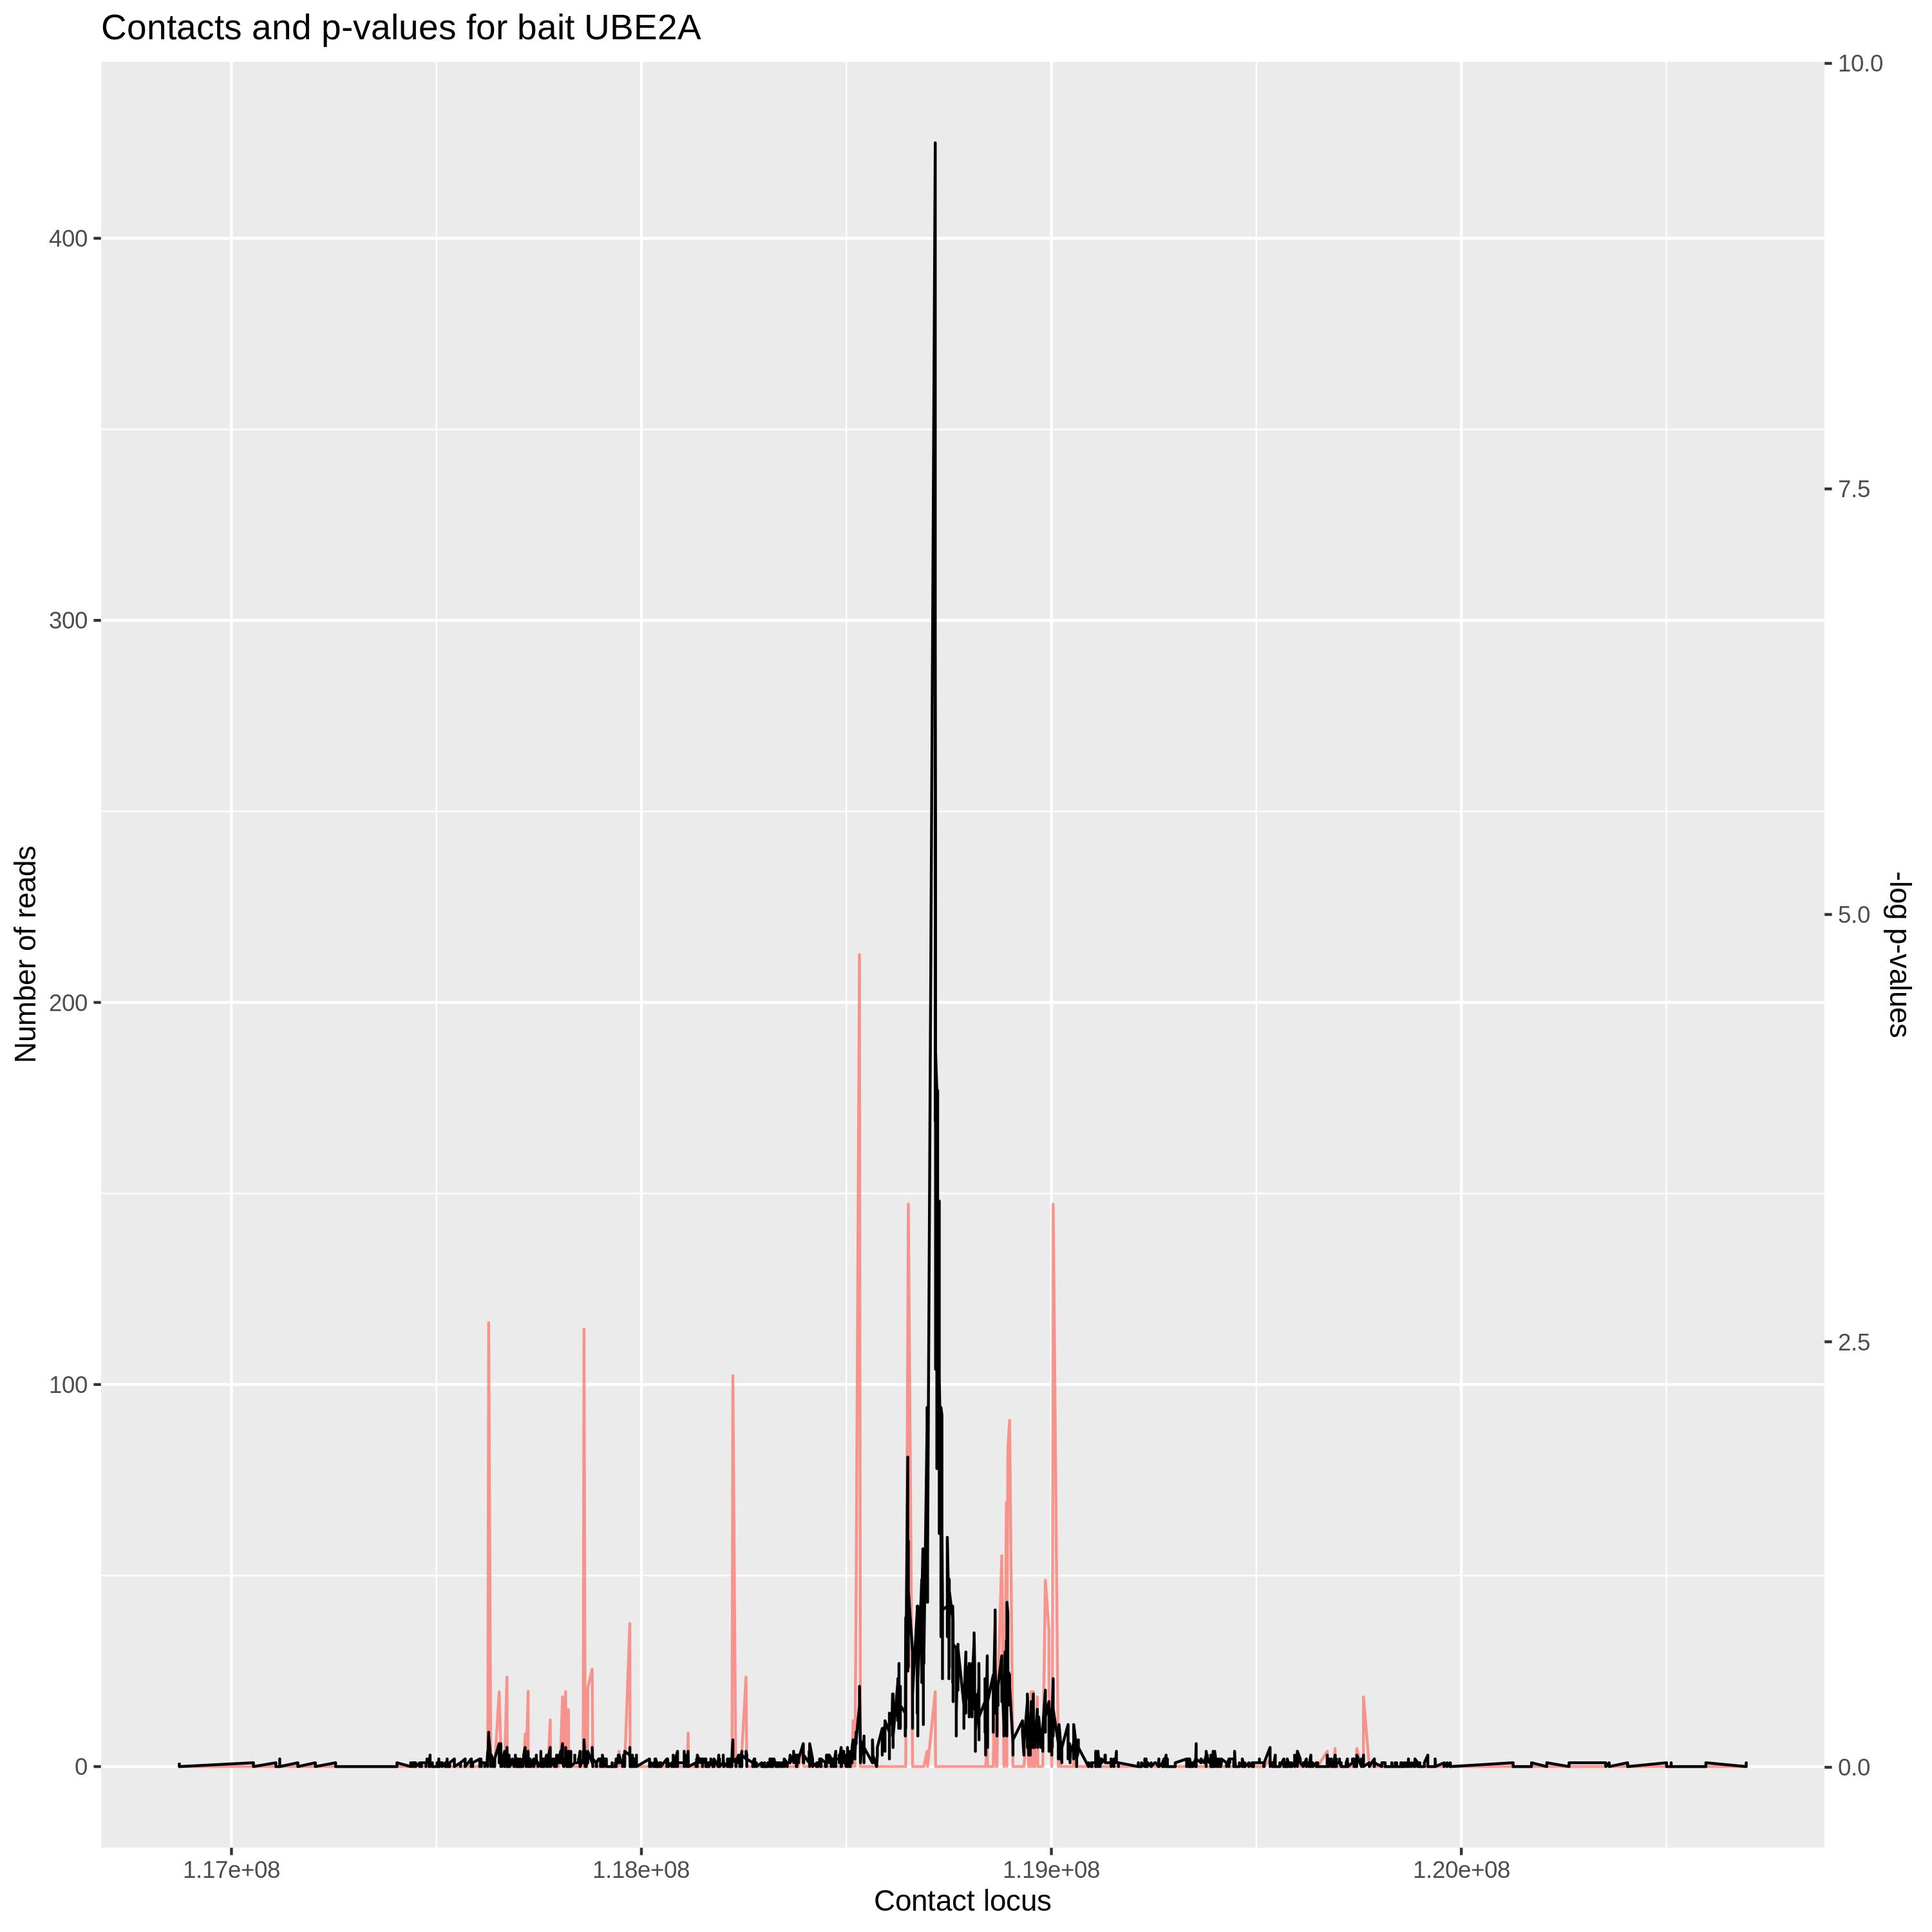 Contacts and p-values for bait UBE2A
10.0
400
7.5
300
5.0
Number of reads
-log p-values
200
2.5
100
0
0.0
1.17e+08
1.18e+08
1.19e+08
1.20e+08
Contact locus